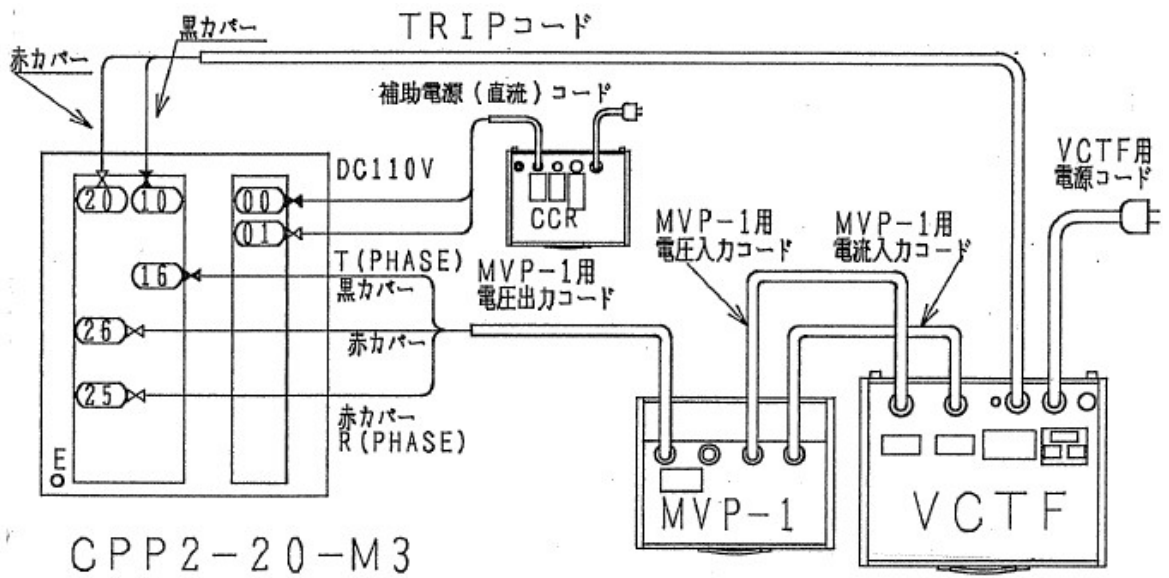 TRIPコード
黒カバー
赤カバー
補助電源(直流)コード
DC110V
VCTF用
電源コード
20
10
00
01
CCR
MVP-1用
電圧入力コード
MVP-1用
電流入力コード
16
T(PHASE)
黒カバー
MVP-1用
電圧出力コード
26
赤カバー
25
赤カバー
R(PHASE)
E
MVP-1
VCTF
CPP2-20-M3